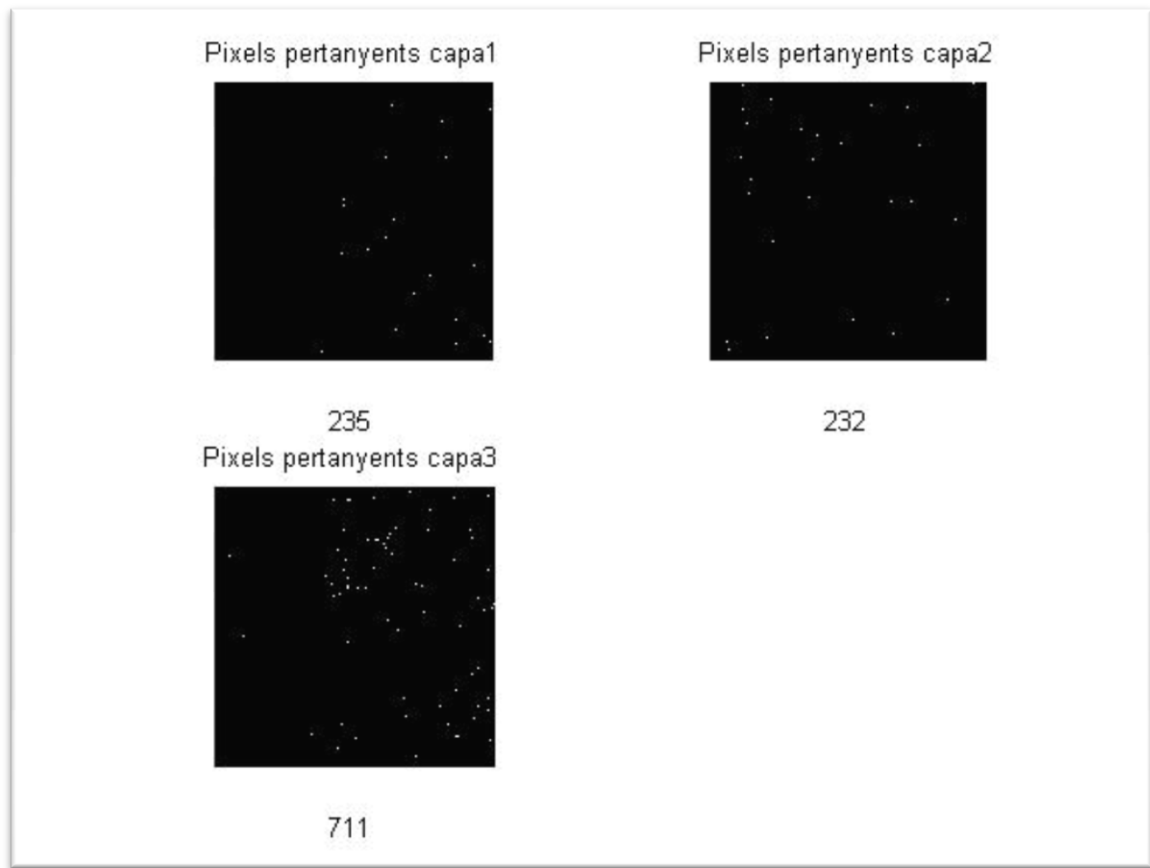 Pixels pertanyents capa1
Pixels pertanyents capa2
235
232
Pixels pertanyents capa3
711